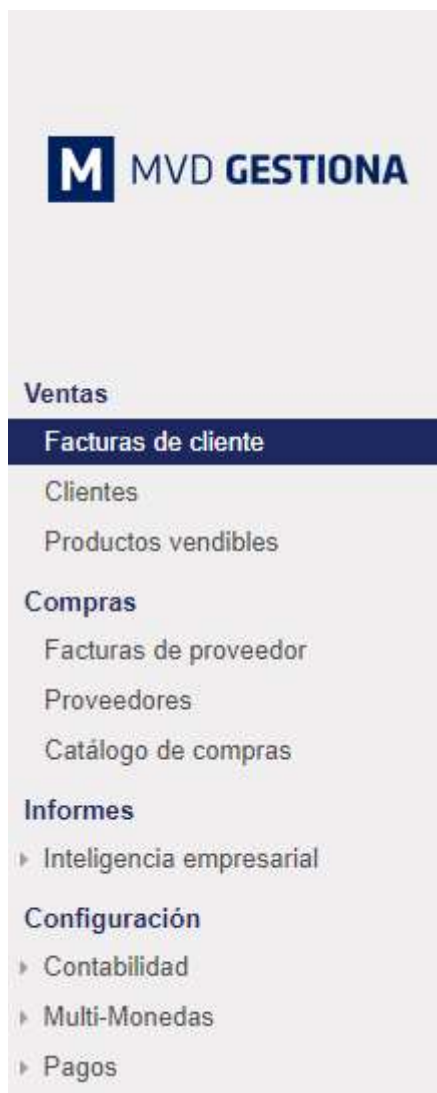 M MVD GESTIONA
Ventas
Facturas de cliente
Clientes
Productos vendibles
Compras
Facturas de proveedor
Proveedores
Catálogo de compras
Informes
Inteligencia empresarial
Configuración
Contabilidad
Multi-Monedas
Pagos